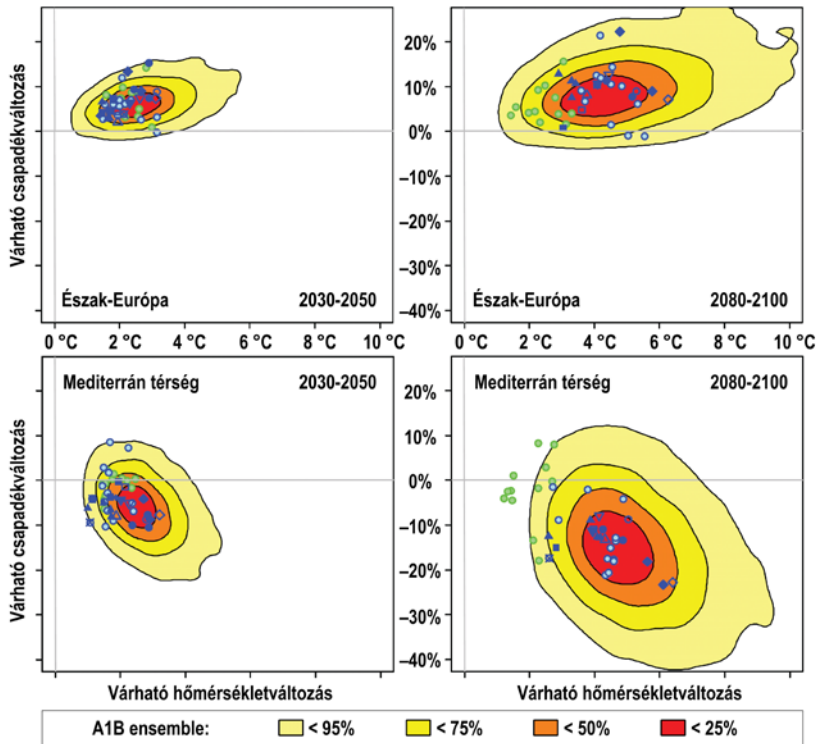 Várható csapadékváltozás
20%
10%
0%
–10%
–20%
–30%
–40%
Észak-Európa 2030-2050
Észak-Európa 2080-2100
0 °C 2 °C 4 °C 6 °C 8 °C 10 °C
0 °C 2 °C 4 °C 6 °C 8 °C 10 °C
Mediterrán térség 2030-2050
Mediterrán térség 2080-2100
Várható csapadékváltozás
20%
10%
0%
–10%
–20%
–30%
–40%
Várható hőmérsékletváltozás
Várható hőmérsékletváltozás
A1B ensemble: < 95% < 75% < 50% < 25%